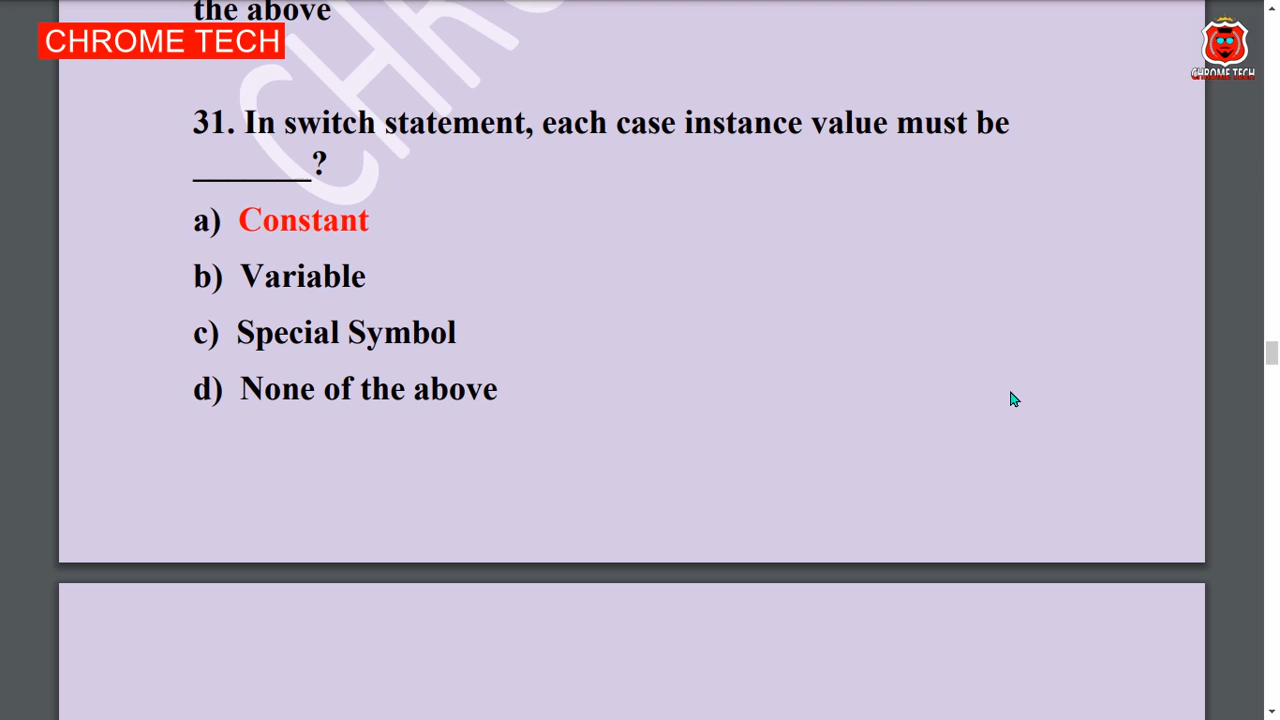 the above
CHROME TECH
CHROME TECH
31. In switch statement, each case instance value must be
_______?
a) Constant
b) Variable
c) Special Symbol
d) None of the above